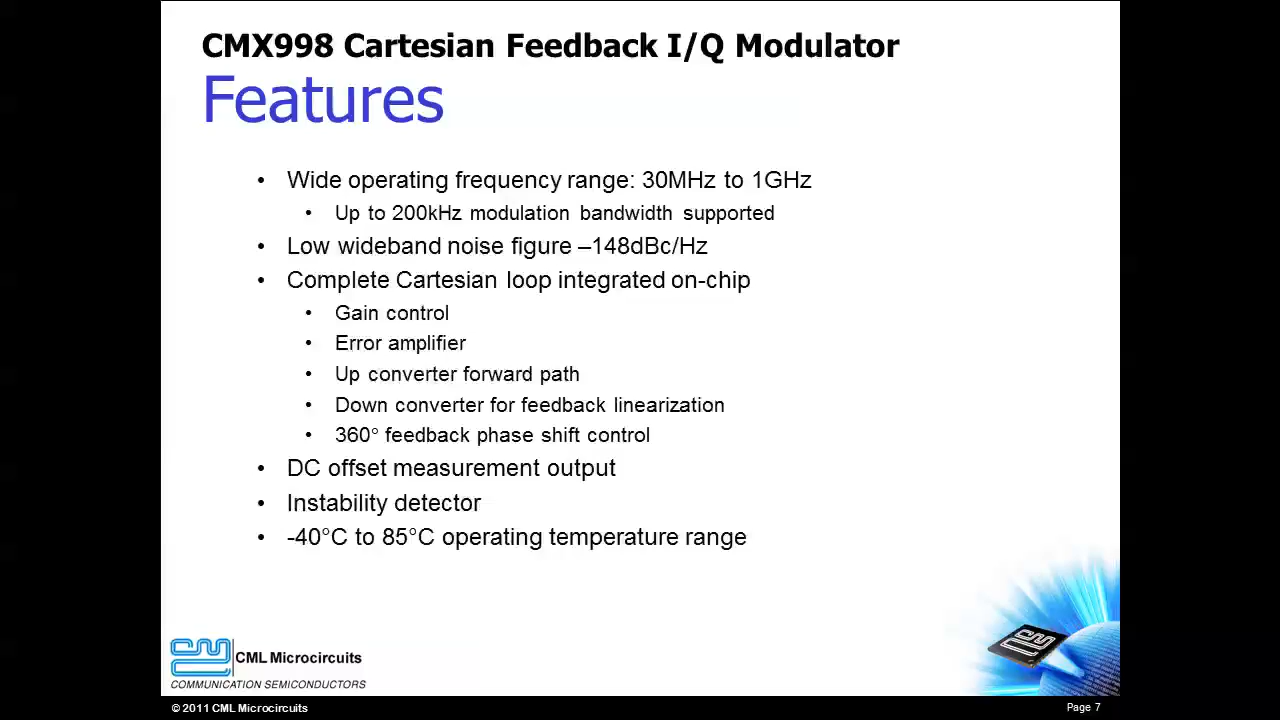 CMX998 Cartesian Feedback I/Q Modulator
Features
• Wide operating frequency range: 30MHz to 1GHz
• Up to 200kHz modulation bandwidth supported
• Low wideband noise figure –148dBc/Hz
• Complete Cartesian loop integrated on-chip
• Gain control
• Error amplifier
• Up converter forward path
• Down converter for feedback linearization
• 360° feedback phase shift control
• DC offset measurement output
• Instability detector
• -40°C to 85°C operating temperature range
CML Microcircuits
COMMUNICATION SEMICONDUCTORS
© 2011 CML Microcircuits
Page 7